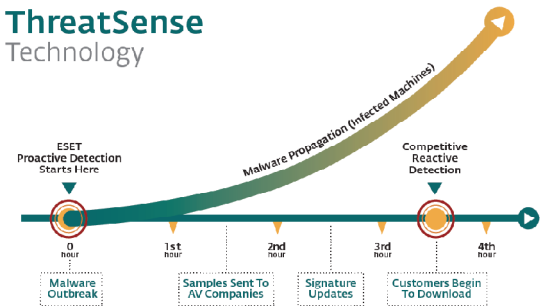 ThreatSense
Technology
Malware Propagation (Infected Machines)
ESET
Proactive Detection
Starts Here
Competitive
Reactive
Detection
0
hour
1st
hour
2nd
hour
3rd
hour
4th
hour
Malware
Outbreak
Samples Sent To
AV Companies
Signature
Updates
Customers Begin
To Download